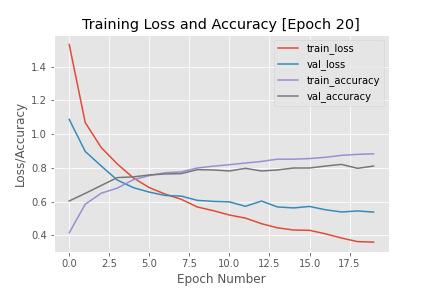 Training Loss and Accuracy [Epoch 20]
train_loss
val_loss
train_accuracy
val_accuracy
1.4
1.2
1.0
0.8
0.6
0.4
Loss/Accuracy
0.0 2.5 5.0 7.5 10.0 12.5 15.0 17.5
Epoch Number